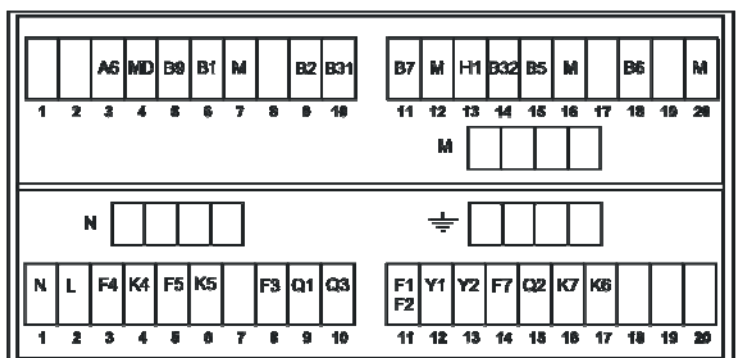 A6 MD B9 B1 M B2 B31 B7 M H1 B32 B5 M B6 M
1 2 3 4 5 6 7 8 9 10 11 12 13 14 15 16 17 18 19 20
M
N
N L F4 K4 F5 K5 F3 Q1 Q3 F1 Y1 Y2 F7 Q2 K7 K6
F2
1 2 3 4 5 6 7 8 9 10 11 12 13 14 15 16 17 18 19 20